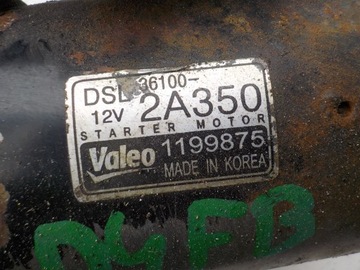 DSL 36100-
12V 2A350
STARTER MOTOR
Valeo 1199875
MADE IN KOREA
D4FB